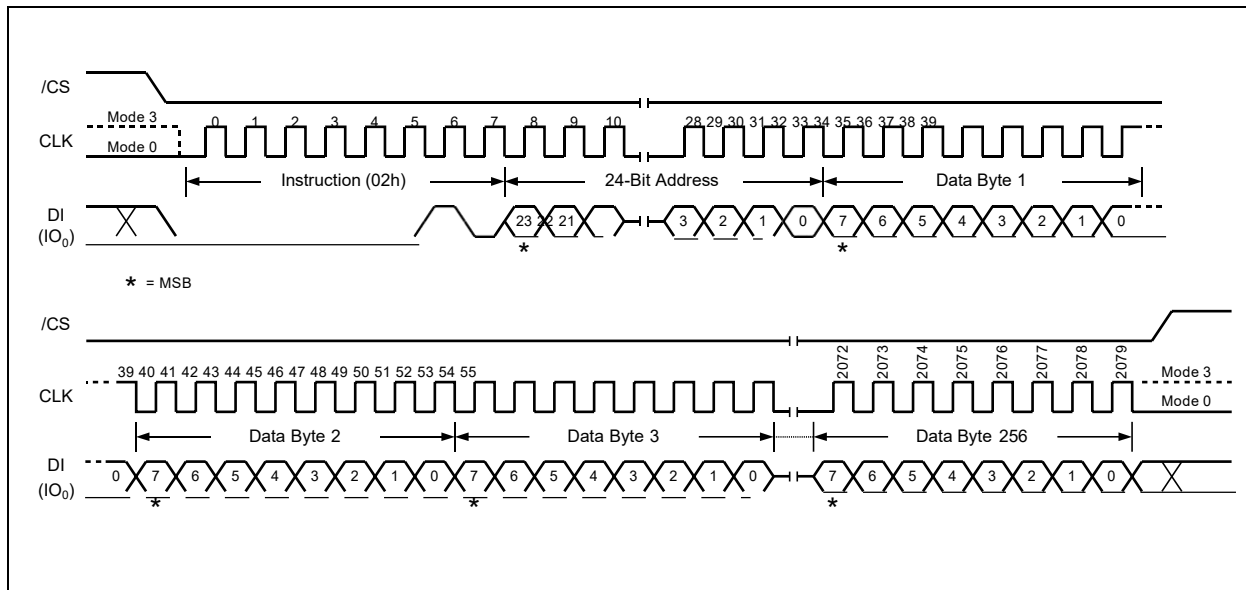 /CS
Mode 3 0 1 2 3 4 5 6 7 8 9 10 28 29 30 31 32 33 34 35 36 37 38 39
CLK
Mode 0
Instruction (02h) 24-Bit Address Data Byte 1
DI
(IO0)
23 22 21 3 2 1 0 7 6 5 4 3 2 1 0
* *
* = MSB
/CS
39 40 41 42 43 44 45 46 47 48 49 50 51 52 53 54 55 2072 2073 2074 2075 2076 2077 2078 2079
Mode 3
CLK
Mode 0
Data Byte 2 Data Byte 3 Data Byte 256
DI
(IO0)
0 7 6 5 4 3 2 1 0 7 6 5 4 3 2 1 0 7 6 5 4 3 2 1 0
* * *